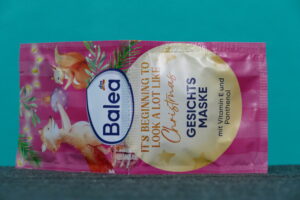 Balea
IT'S BEGINNING TO
LOOK A LOT LIKE
Christmas
GESICHTS
MASKE
mit Vitamin E und
Panthenol